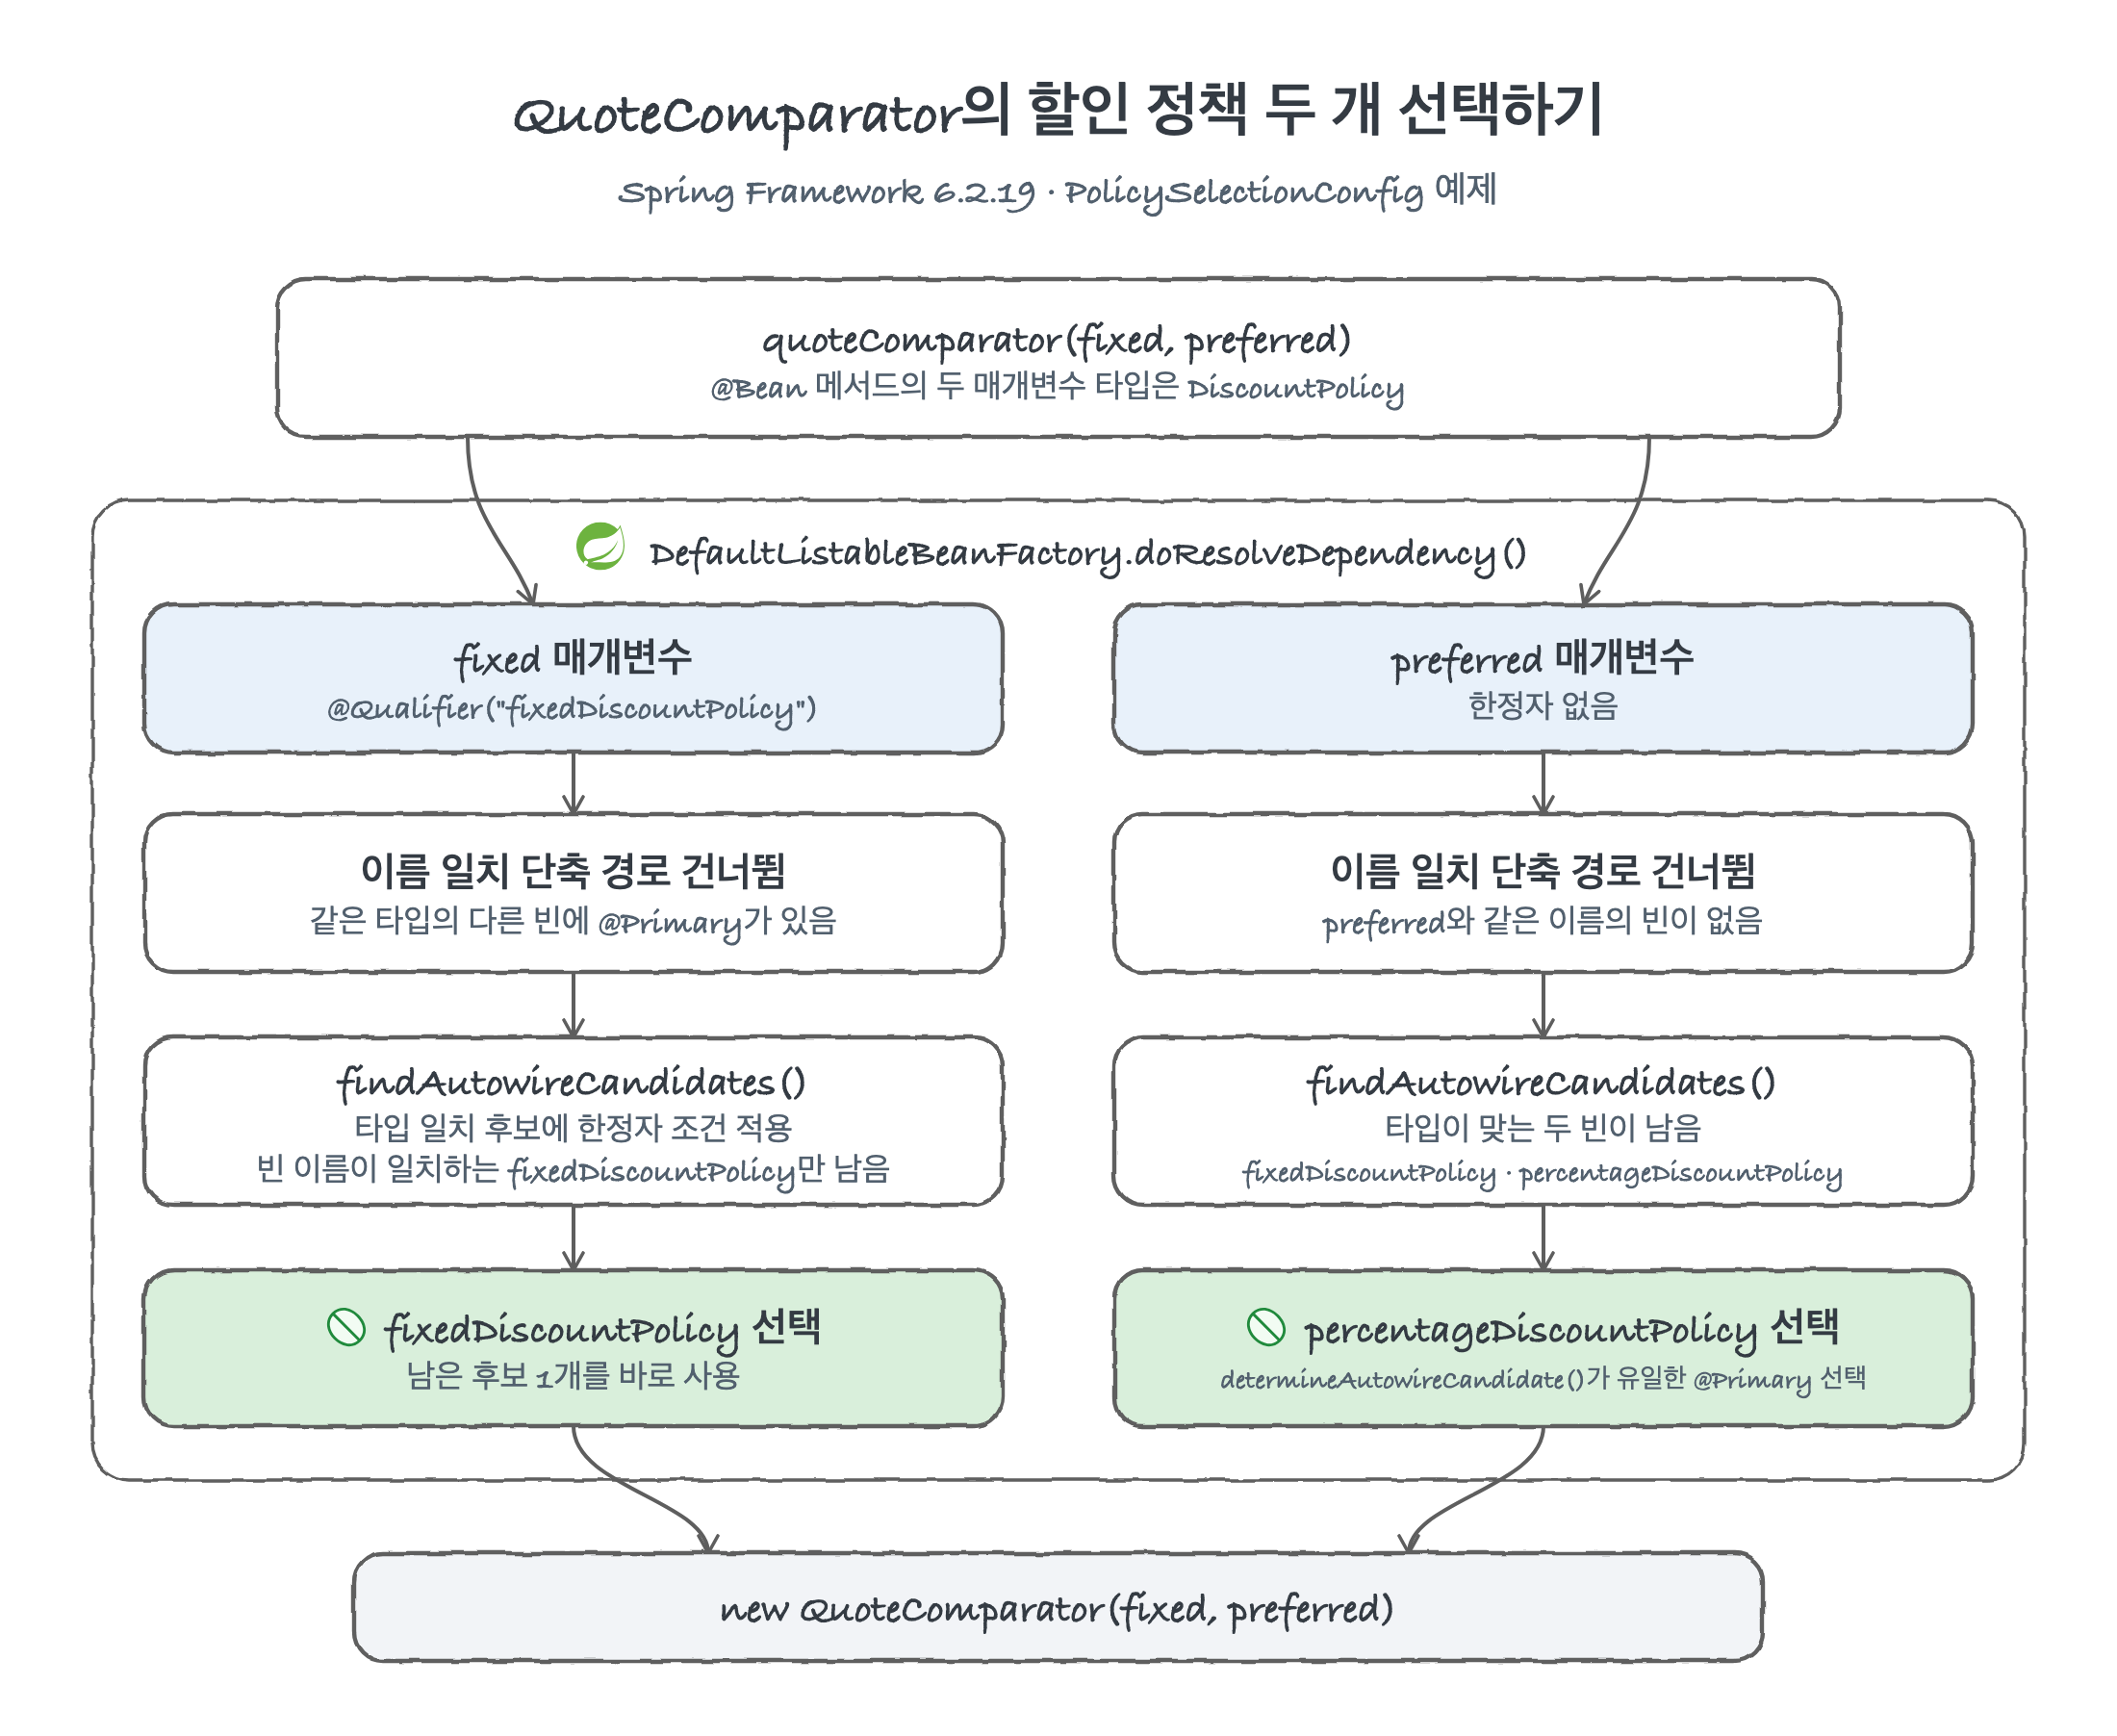 QuoteComparator의 할인 정책 두 개 선택하기
Spring Framework 6.2.19 · PolicySelectionConfig 예제
quoteComparator(fixed, preferred)
@Bean 메서드의 두 매개변수 타입은 DiscountPolicy
DefaultListableBeanFactory.doResolveDependency()
fixed 매개변수
@Qualifier("fixedDiscountPolicy")
이름 일치 단축 경로 건너뜀
같은 타입의 다른 빈에 @Primary가 있음
findAutowireCandidates()
타입 일치 후보에 한정자 조건 적용
빈 이름이 일치하는 fixedDiscountPolicy만 남음
fixedDiscountPolicy 선택
남은 후보 1개를 바로 사용
preferred 매개변수
한정자 없음
이름 일치 단축 경로 건너뜀
preferred와 같은 이름의 빈이 없음
findAutowireCandidates()
타입이 맞는 두 빈이 남음
fixedDiscountPolicy · percentageDiscountPolicy
percentageDiscountPolicy 선택
determineAutowireCandidate()가 유일한 @Primary 선택
new QuoteComparator(fixed, preferred)